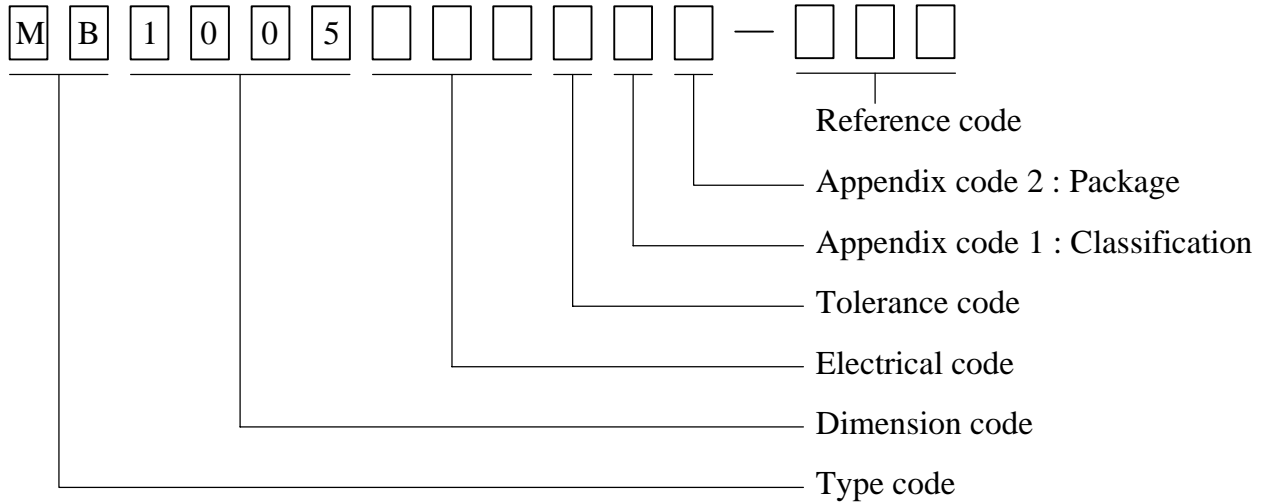 M B 1 0 0 5 —
Reference code
Appendix code 2 : Package
Appendix code 1 : Classification
Tolerance code
Electrical code
Dimension code
Type code